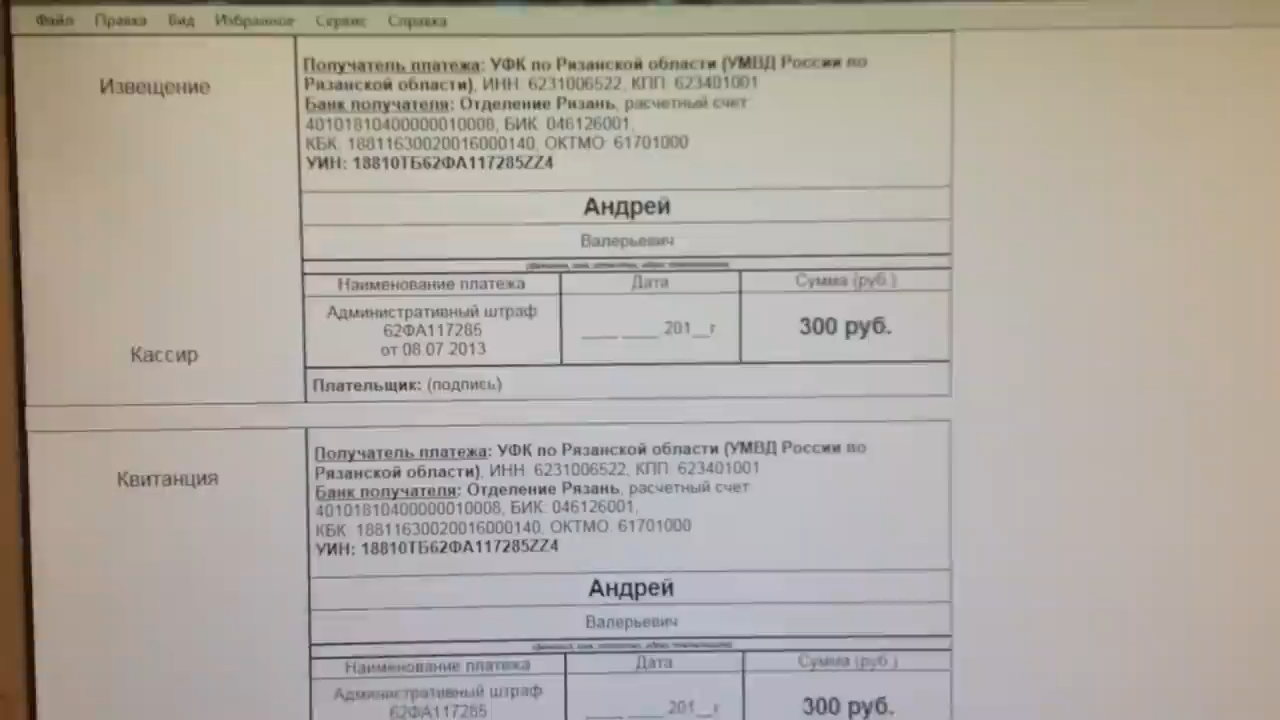 Файл Правка Вид Избранное Сервис Справка
Извещение
Получатель платежа: УФК по Рязанской области (УМВД России по
Рязанской области), ИНН: 6231006522, КПП: 623401001
Банк получателя: Отделение Рязань, расчетный счет
40101810400000010008, БИК: 046126001,
КБК: 18811630020016000140, ОКТМО: 61701000
УИН: 18810ТБ62ФА117285ZZ4
Андрей
Валерьевич
Наименование платежа Дата Сумма (руб.)
Административный штраф
62ФА117285
от 08.07.2013
___ ____ 201__г.
300 руб.
Кассир
Плательщик: (подпись)
Квитанция
Получатель платежа: УФК по Рязанской области (УМВД России по
Рязанской области), ИНН: 6231006522, КПП: 623401001
Банк получателя: Отделение Рязань, расчетный счет
40101810400000010008, БИК: 046126001,
КБК: 18811630020016000140, ОКТМО: 61701000
УИН: 18810ТБ62ФА117285ZZ4
Андрей
Валерьевич
Наименование платежа Дата Сумма (руб.)
Административный штраф
62ФА117285
___ ____ 201__г.
300 руб.